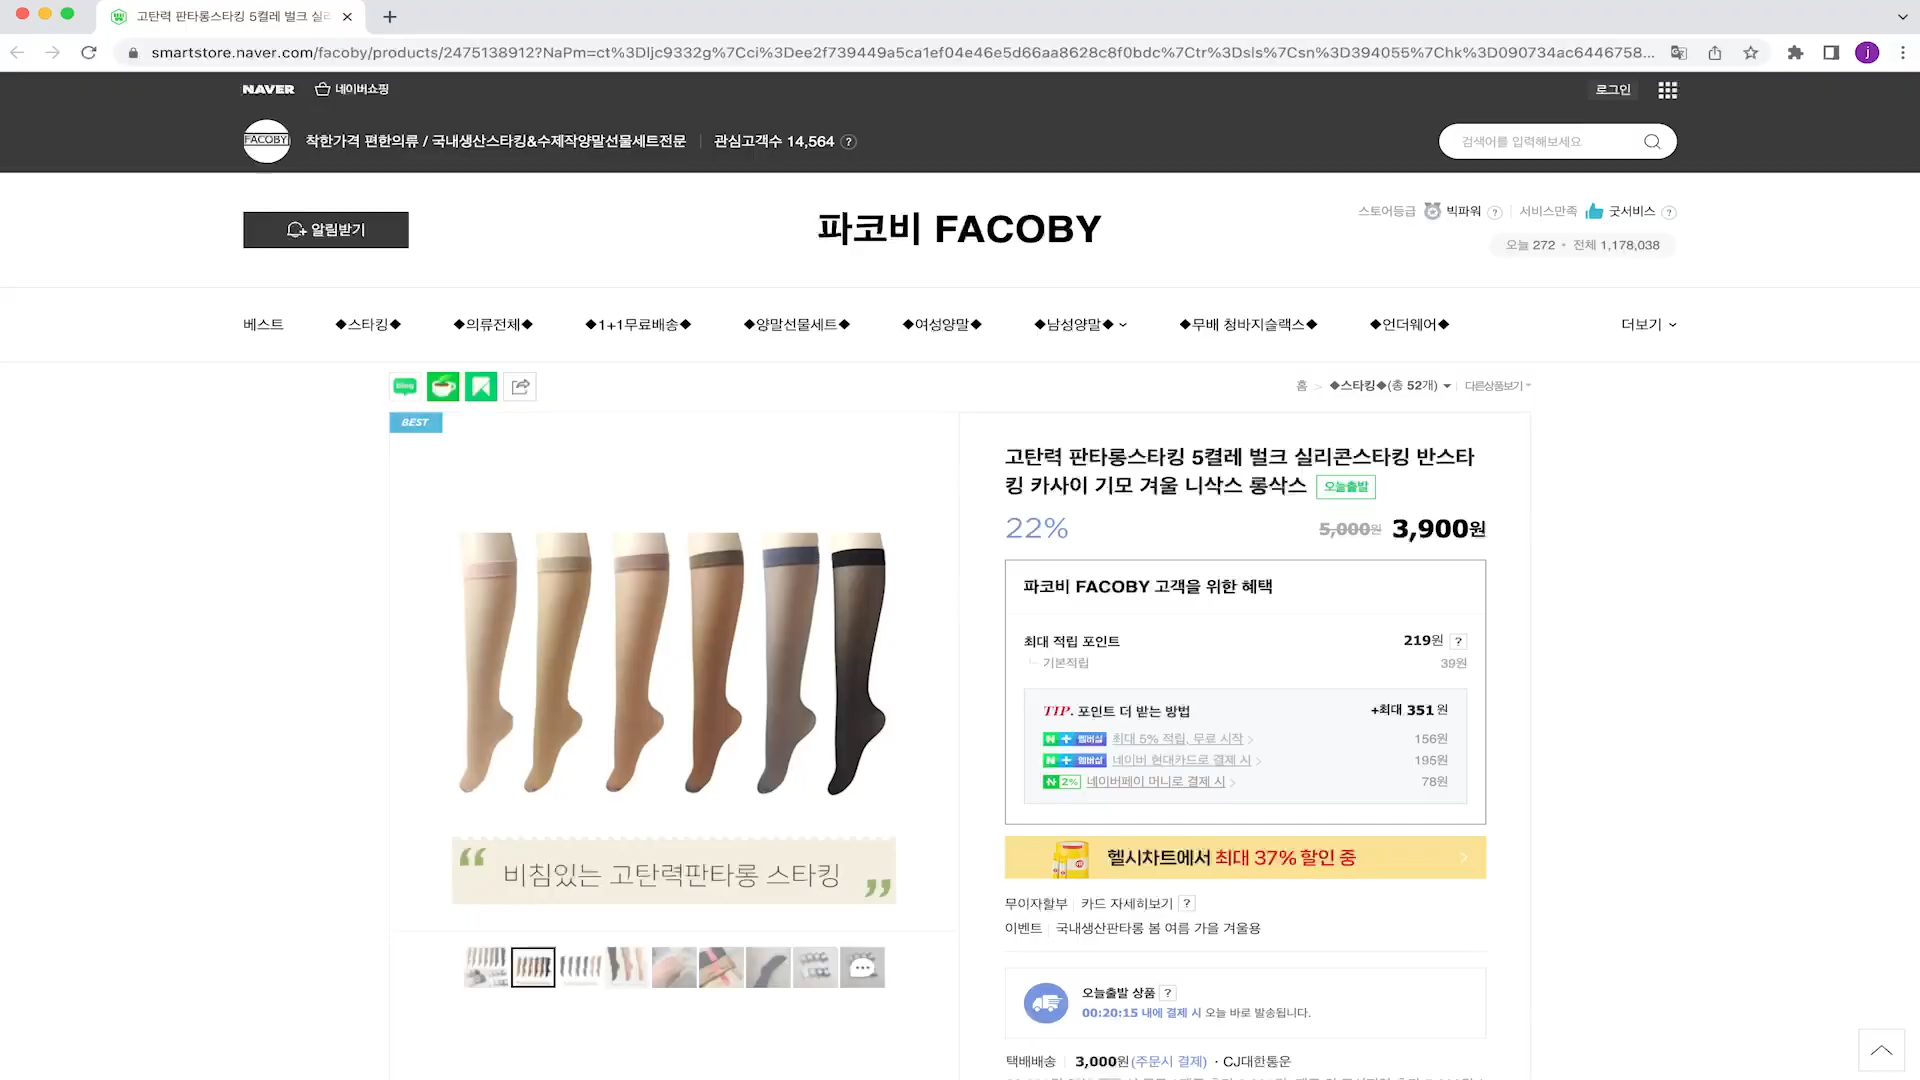 고탄력 판타롱스타킹 5켤레 벌크 실리
smartstore.naver.com/facoby/products/2475138912?NaPm=ct%3Dljc9332g%7Cci%3Dee2f739449a5ca1ef04e46e5d66aa8628c8f0bdc%7Ctr%3Dsls%7Csn%3D394055%7Chk%3D090734ac6446758...
j
NAVER 네이버쇼핑
로그인
FACOBY 착한가격 편한의류 / 국내생산스타킹&수제작양말선물세트전문 관심고객수 14,564 ?
검색어를 입력해보세요
알림받기
파코비 FACOBY
스토어등급 빅파워 ? 서비스만족 굿서비스 ?
오늘 272 • 전체 1,178,038
베스트 ◆스타킹◆ ◆의류전체◆ ◆1+1무료배송◆ ◆양말선물세트◆ ◆여성양말◆ ◆남성양말◆ ◆무배 청바지슬랙스◆ ◆언더웨어◆ 더보기
blog
홈 > ◆스타킹◆(총 52개) 다른상품보기
BEST
고탄력 판타롱스타킹 5켤레 벌크 실리콘스타킹 반스타
킹 카사이 기모 겨울 니삭스 롱삭스 오늘출발
22% 5,000원 3,900원
파코비 FACOBY 고객을 위한 혜택
최대 적립 포인트 219원 ?
기본적립 39원
TIP. 포인트 더 받는 방법 +최대 351원
N + 멤버십 최대 5% 적립, 무료 시작 > 156원
N + 멤버십 네이버 현대카드로 결제 시 > 195원
N 2% 네이버페이 머니로 결제 시 > 78원
“ 비침있는 고탄력판타롱 스타킹 ”
헬시차트에서 최대 37% 할인 중
무이자할부 카드 자세히보기 ?
이벤트 국내생산판타롱 봄 여름 가을 겨울용
오늘출발 상품 ?
00:20:15 내에 결제 시 오늘 바로 발송됩니다.
택배배송 3,000원(주문시 결제) · CJ대한통운